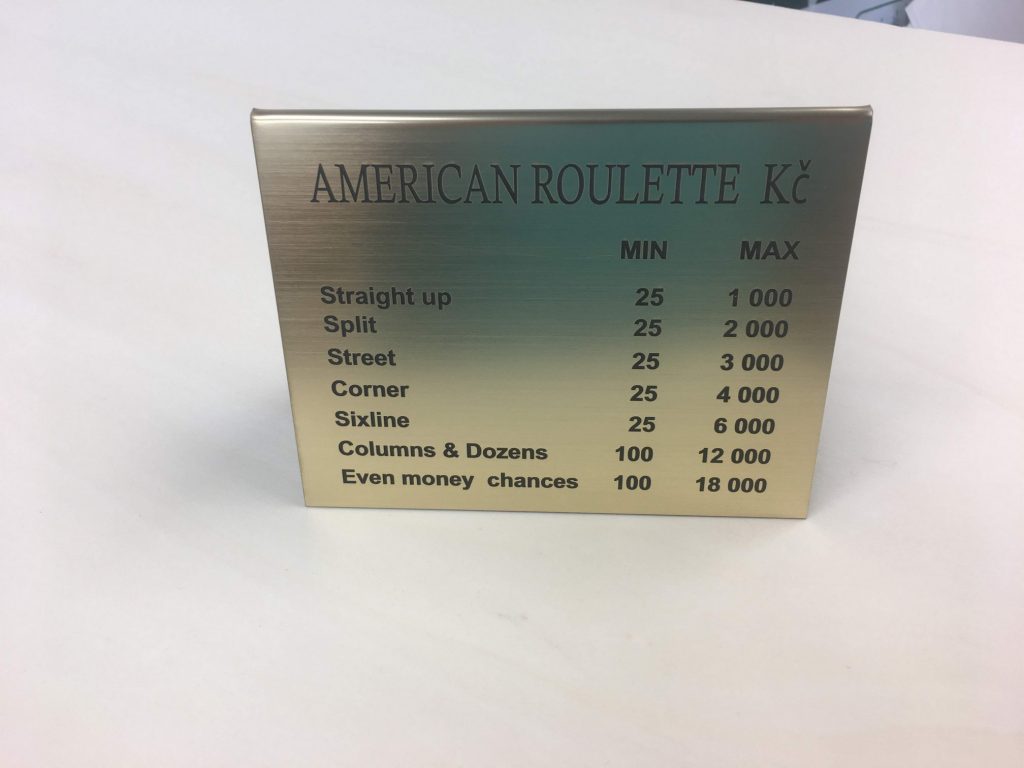 AMERICAN ROULETTE Kč
MIN MAX
Straight up 25 1 000
Split 25 2 000
Street 25 3 000
Corner 25 4 000
Sixline 25 6 000
Columns & Dozens 100 12 000
Even money chances 100 18 000